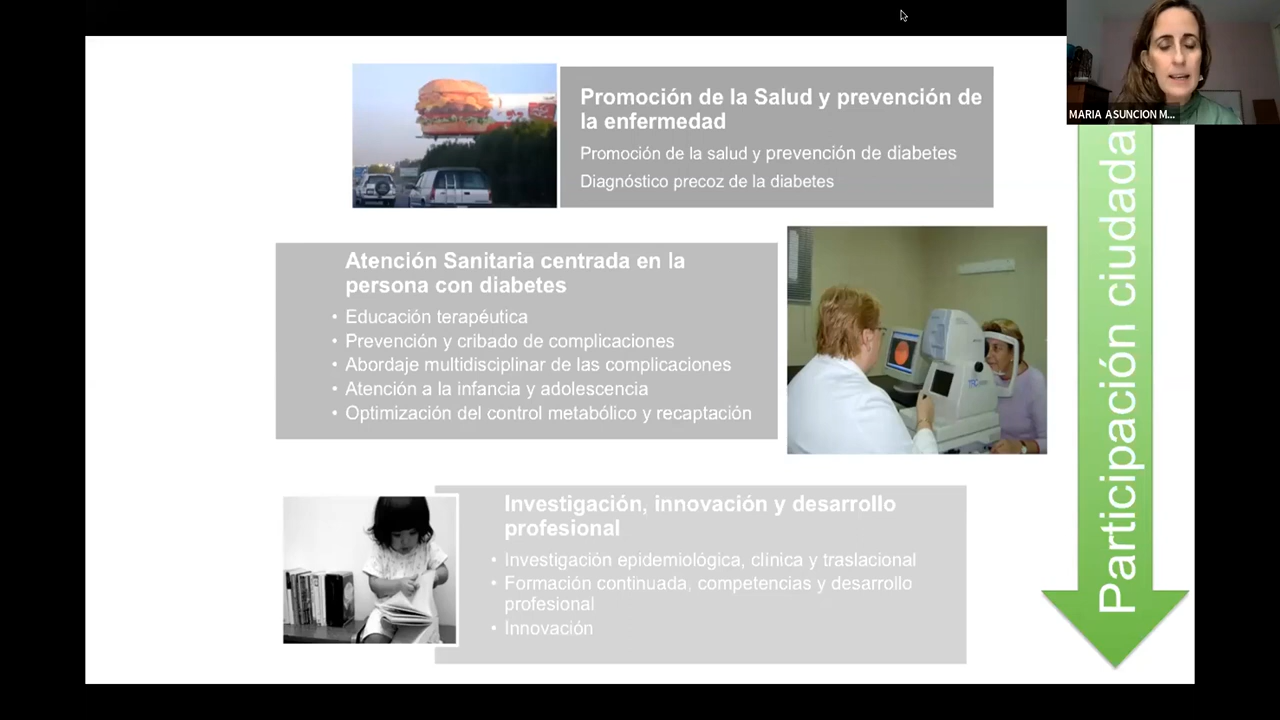 Promoción de la Salud y prevención de
la enfermedad
Promoción de la salud y prevención de diabetes
Diagnóstico precoz de la diabetes
MARIA ASUNCION M...
Atención Sanitaria centrada en la
persona con diabetes
• Educación terapéutica
• Prevención y cribado de complicaciones
• Abordaje multidisciplinar de las complicaciones
• Atención a la infancia y adolescencia
• Optimización del control metabólico y recaptación
Investigación, innovación y desarrollo
profesional
• Investigación epidemiológica, clínica y traslacional
• Formación continuada, competencias y desarrollo
profesional
• Innovación
Participación ciudada